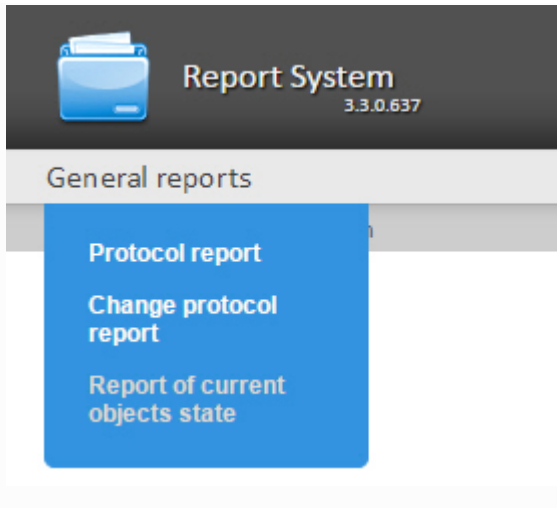 Report System
3.3.0.637
General reports
Protocol report
Change protocol
report
Report of current
objects state